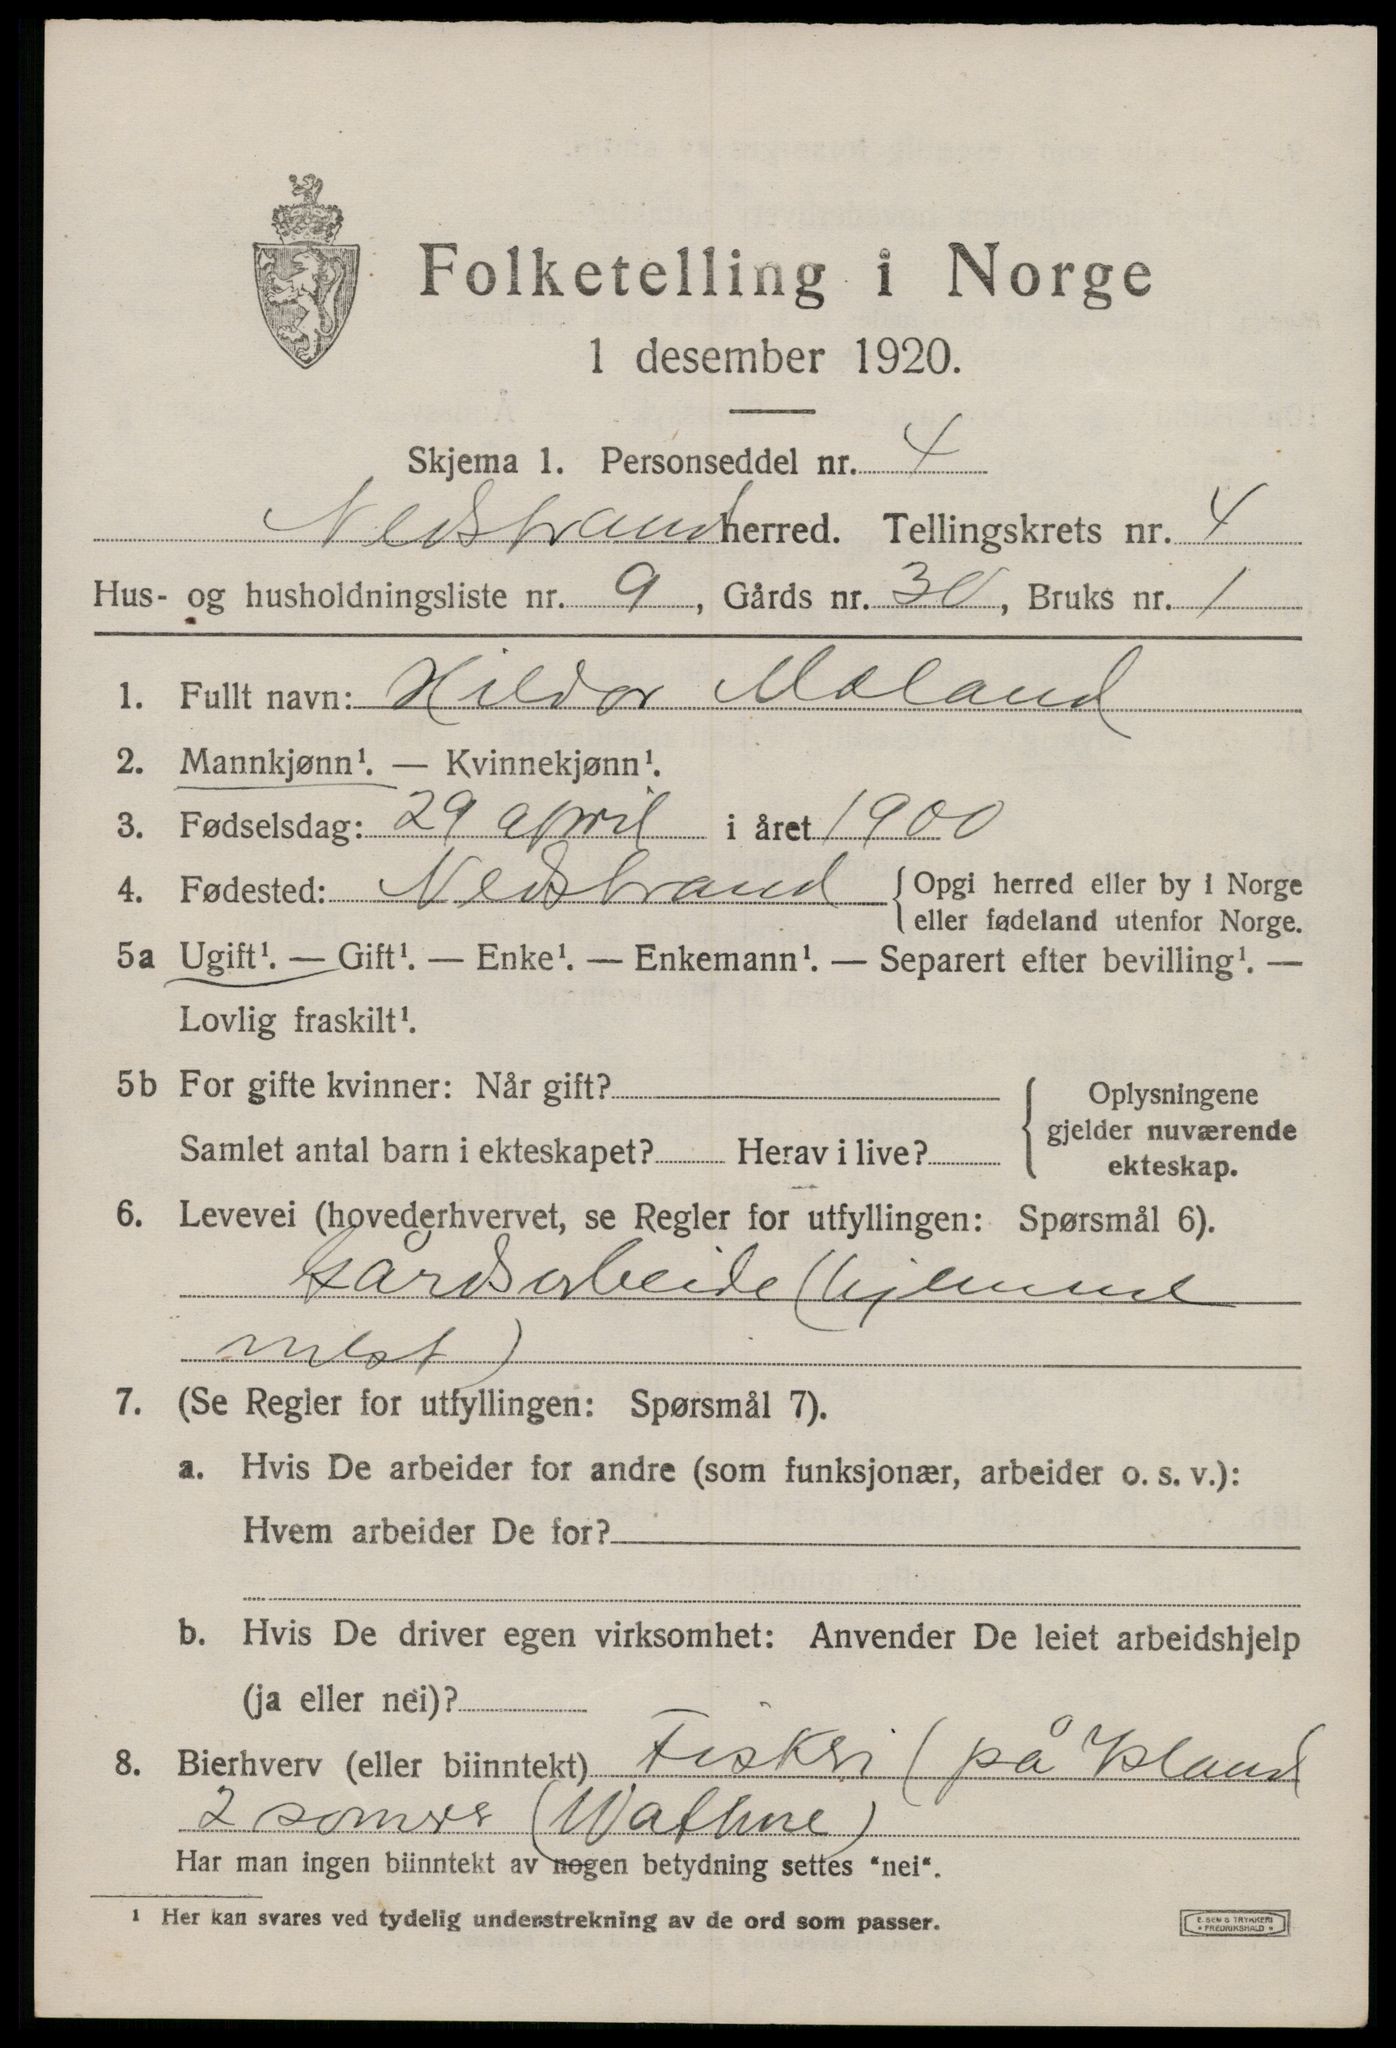 Folketelling i Norge
1 desember 1920.
Skjema 1. Personseddel nr. 4
Nedstrand herred. Tellingskrets nr. 4
Hus- og husholdningsliste nr. 9, Gårds nr. 30, Bruks nr. 1
1. Fullt navn: Hildor Mæland
2. Mannkjønn¹. — Kvinnekjønn¹.
3. Fødselsdag: 29 april i året 1900
4. Fødested: Nedstrand { Opgi herred eller by i Norge
eller fødeland utenfor Norge.
5a Ugift¹. — Gift¹. — Enke¹. — Enkemann¹. — Separert efter bevilling¹. —
Lovlig fraskilt¹.
5b For gifte kvinner: Når gift?
Samlet antal barn i ekteskapet? Herav i live?
{ Oplysningene
gjelder nuværende
ekteskap.
6. Levevei (hovederhvervet, se Regler for utfyllingen: Spørsmål 6).
Gårdsarbeide (hjemme
mest)
7. (Se Regler for utfyllingen: Spørsmål 7).
a. Hvis De arbeider for andre (som funksjonær, arbeider o. s. v.):
Hvem arbeider De for?
b. Hvis De driver egen virksomhet: Anvender De leiet arbeidshjelp
(ja eller nei)?
8. Bierhverv (eller biinntekt) Fiskeri (på Island
2 somre (Wathne)
Har man ingen biinntekt av nogen betydning settes "nei".
1 Her kan svares ved tydelig understrekning av de ord som passer.
E. SEM S TRYKKERI
* FREDRIKSHALD *